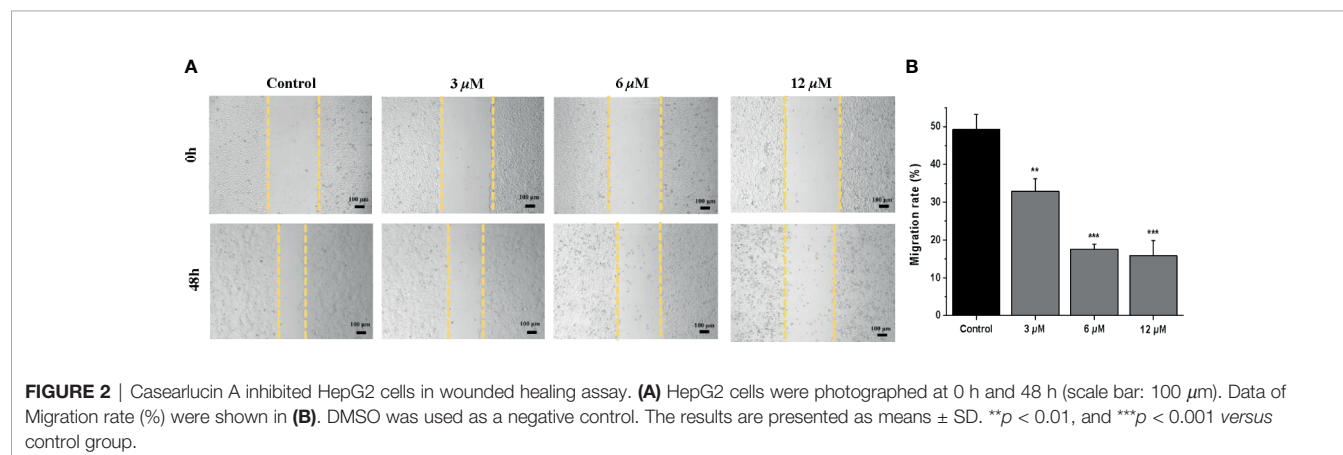 A
Control
3 μM
6 μM
12 μM
0h
100 μm
100 μm
100 μm
100 μm
48h
100 μm
100 μm
100 μm
100 μm
B
Migration rate (%)
50
40
30
20
10
0
**
***
***
Control
3 μM
6 μM
12 μM
FIGURE 2 | Casearlucin A inhibited HepG2 cells in wounded healing assay. (A) HepG2 cells were photographed at 0 h and 48 h (scale bar: 100 μm). Data of
Migration rate (%) were shown in (B). DMSO was used as a negative control. The results are presented as means ± SD. **p < 0.01, and ***p < 0.001 versus
control group.